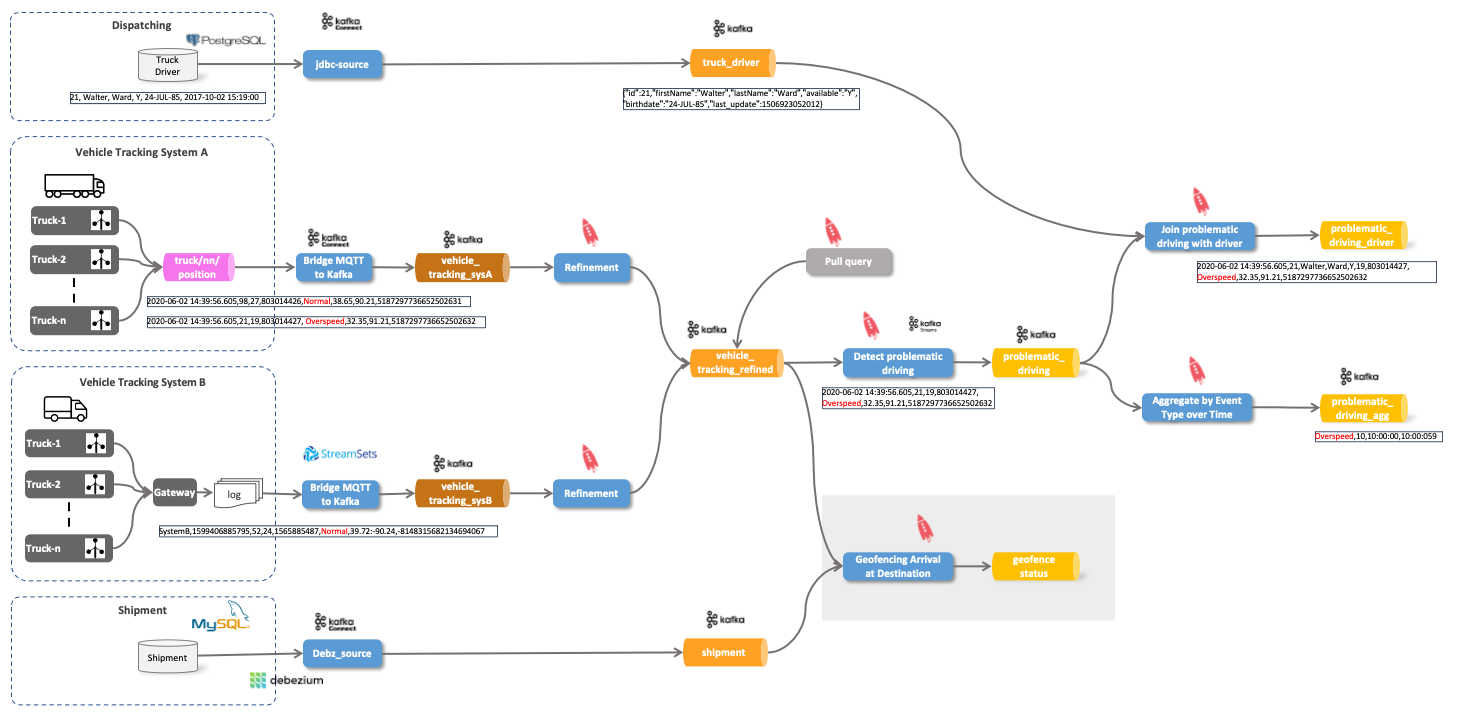 Dispatching
PostgreSQL
Truck
Driver
21, Walter, Ward, Y, 24-JUL-85, 2017-10-02 15:19:00
kafka
Connect
jdbc-source
kafka
truck_driver
{"id":21,"firstName":"Walter","lastName":"Ward","available":"Y",
"birthdate":"24-JUL-85","last_update":1506923052012}
Vehicle Tracking System A
Truck-1
Truck-2
Truck-n
truck/nn/
position
kafka
Connect
Bridge MQTT
to Kafka
kafka
vehicle_
tracking_sysA
Refinement
2020-06-02 14:39:56.605,98,27,803014426,Normal,38.65,90.21,5187297736652502631
2020-06-02 14:39:56.605,21,19,803014427, Overspeed,32.35,91.21,5187297736652502632
Pull query
kafka
vehicle_
tracking_refined
kafka
Streams
Detect problematic
driving
2020-06-02 14:39:56.605,21,19,803014427,
Overspeed,32.35,91.21,5187297736652502632
kafka
problematic_
driving
Join problematic
driving with driver
problematic_
driving_driver
2020-06-02 14:39:56.605,21,Walter,Ward,Y,19,803014427,
Overspeed,32.35,91.21,5187297736652502632
Aggregate by Event
Type over Time
kafka
problematic_
driving_agg
Overspeed,10,10:00:00,10:00:059
Vehicle Tracking System B
Truck-1
Truck-2
Truck-n
Gateway
log
StreamSets
Bridge MQTT
to Kafka
kafka
vehicle_
tracking_sysB
Refinement
SystemB,1599406885795,52,24,1565885487,Normal,39.72:-90.24,-8148315682134694067
Geofencing Arrival
at Destination
geofence
status
Shipment
MySQL
Shipment
kafka
Connect
Debz_source
debezium
kafka
shipment